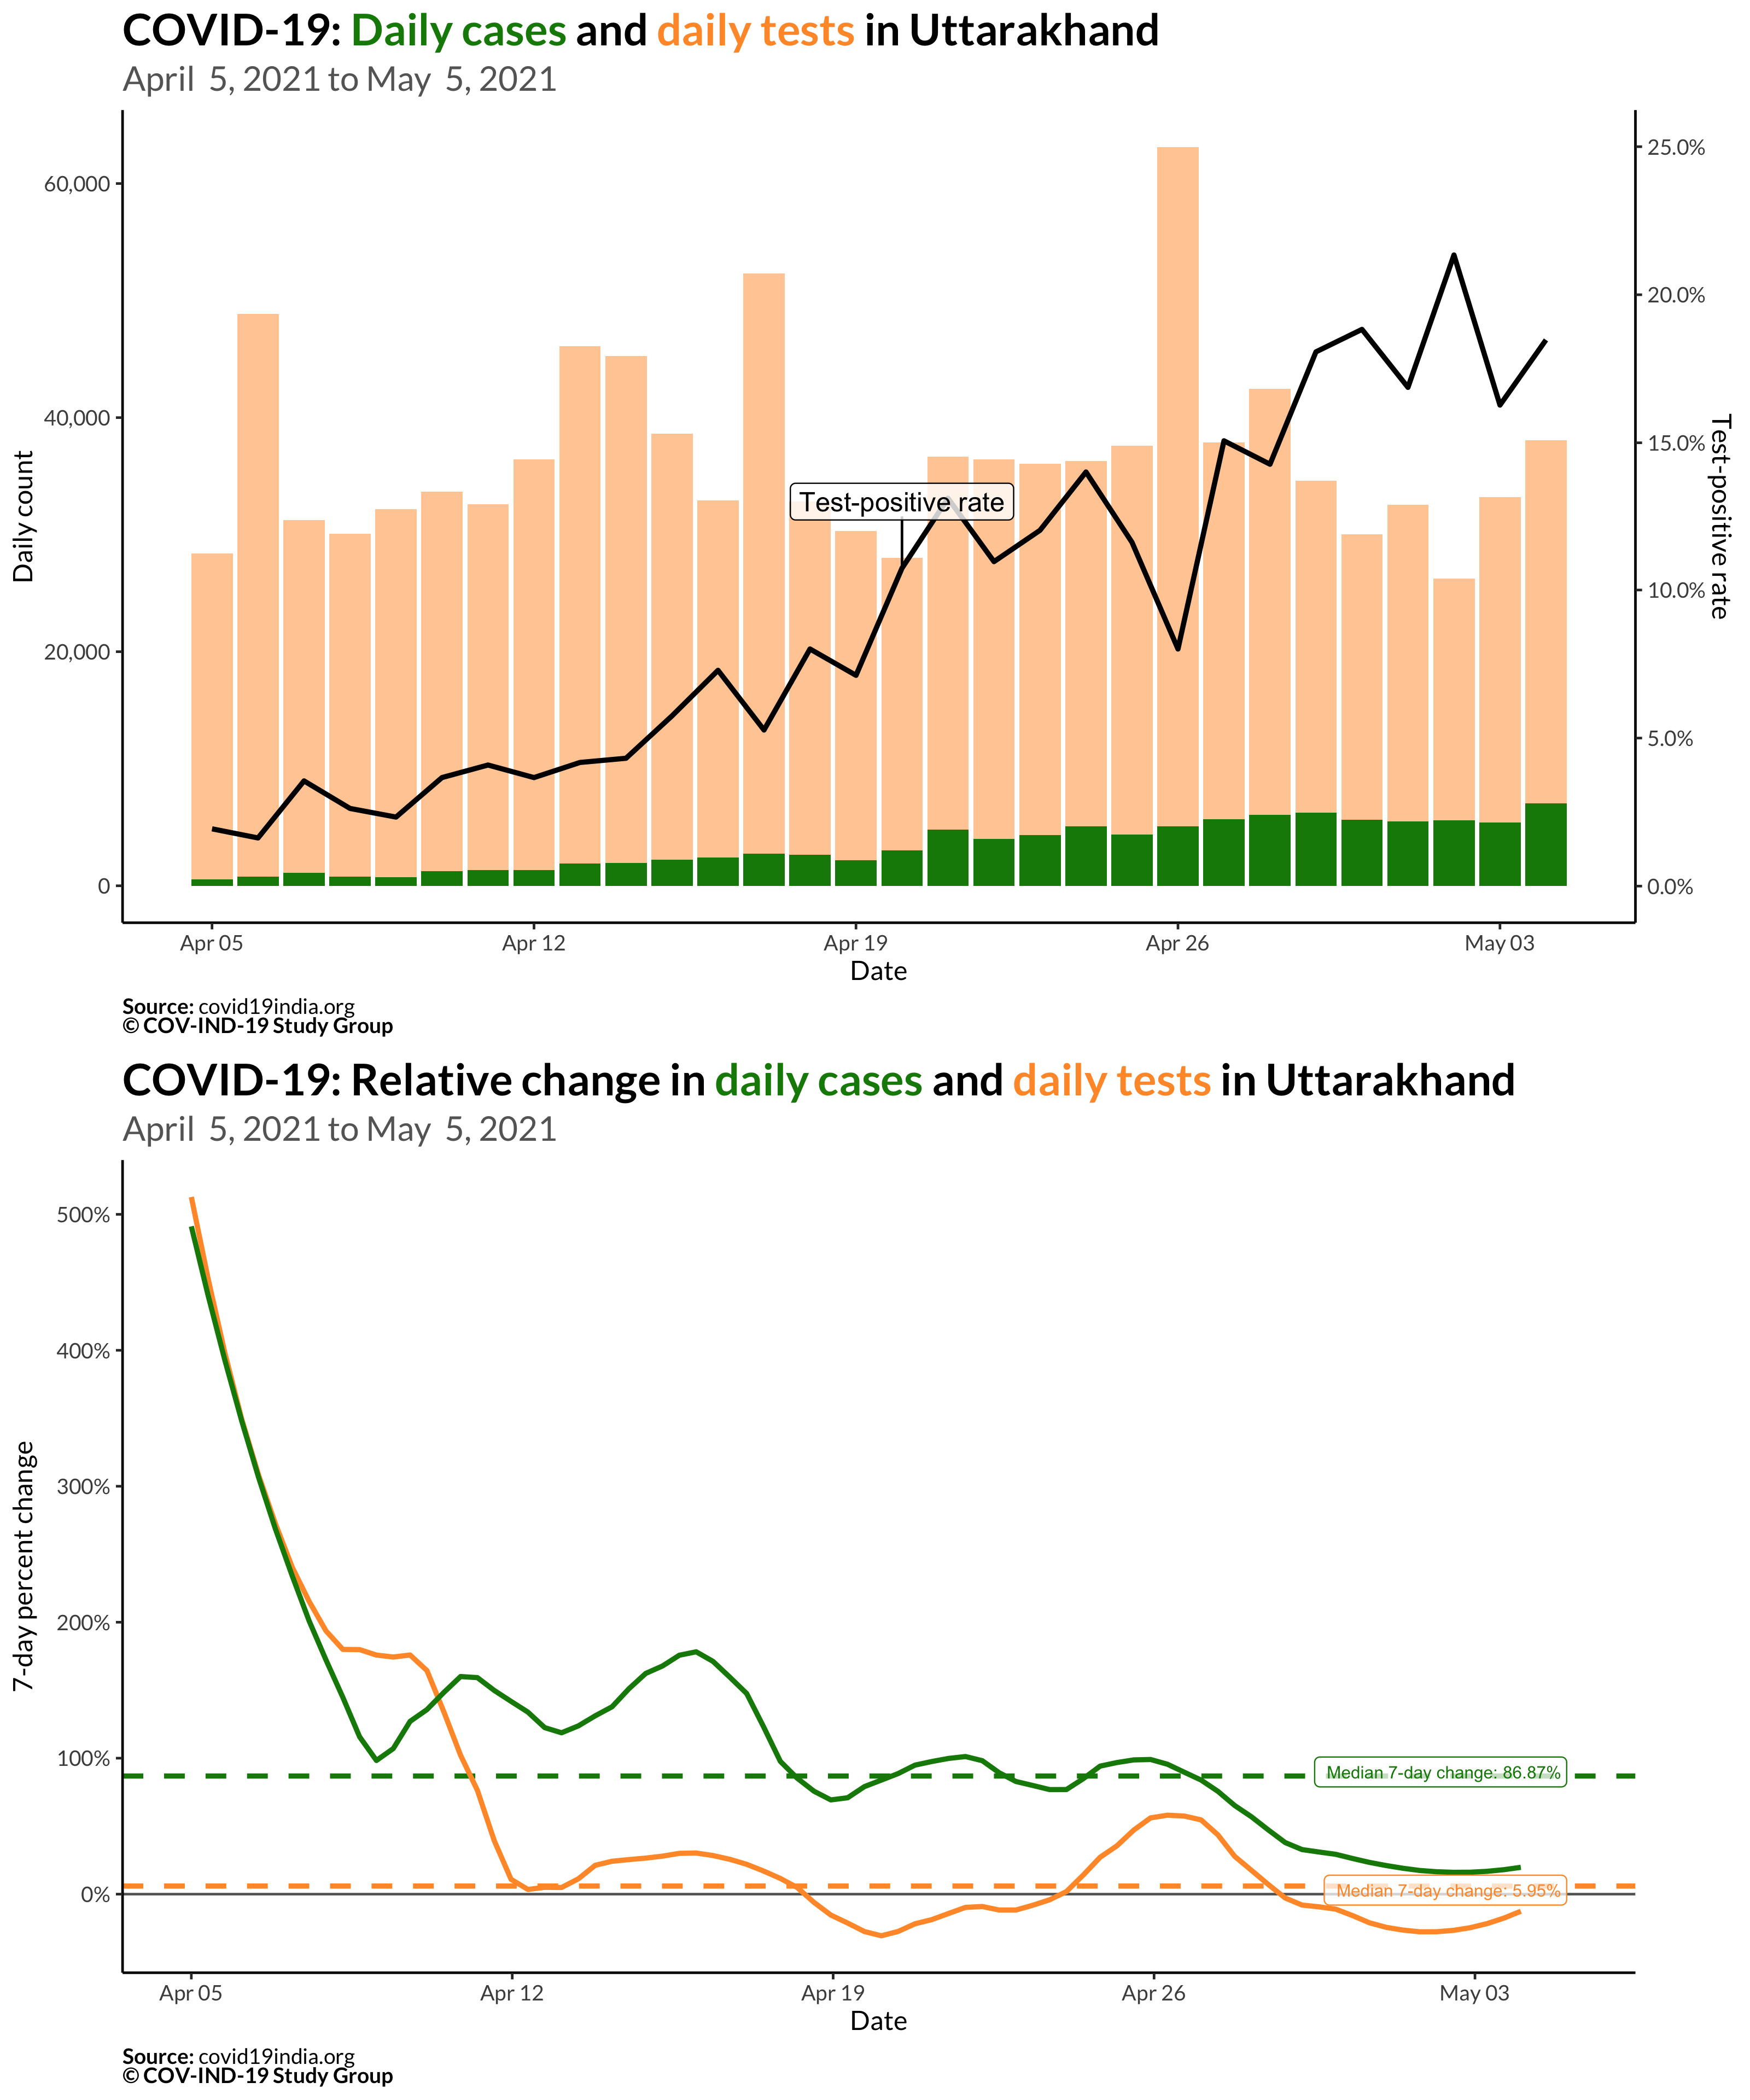 COVID-19: Daily cases and daily tests in Uttarakhand
April 5, 2021 to May 5, 2021
Daily count
60,000
40,000
20,000
0
25.0%
20.0%
15.0%
10.0%
5.0%
0.0%
Test-positive rate
Test-positive rate
Apr 05
Apr 12
Apr 19
Apr 26
May 03
Date
Source: covid19india.org
© COV-IND-19 Study Group
COVID-19: Relative change in daily cases and daily tests in Uttarakhand
April 5, 2021 to May 5, 2021
7-day percent change
500%
400%
300%
200%
100%
0%
Median 7-day change: 86.87%
Median 7-day change: 5.95%
Apr 05
Apr 12
Apr 19
Apr 26
May 03
Date
Source: covid19india.org
© COV-IND-19 Study Group